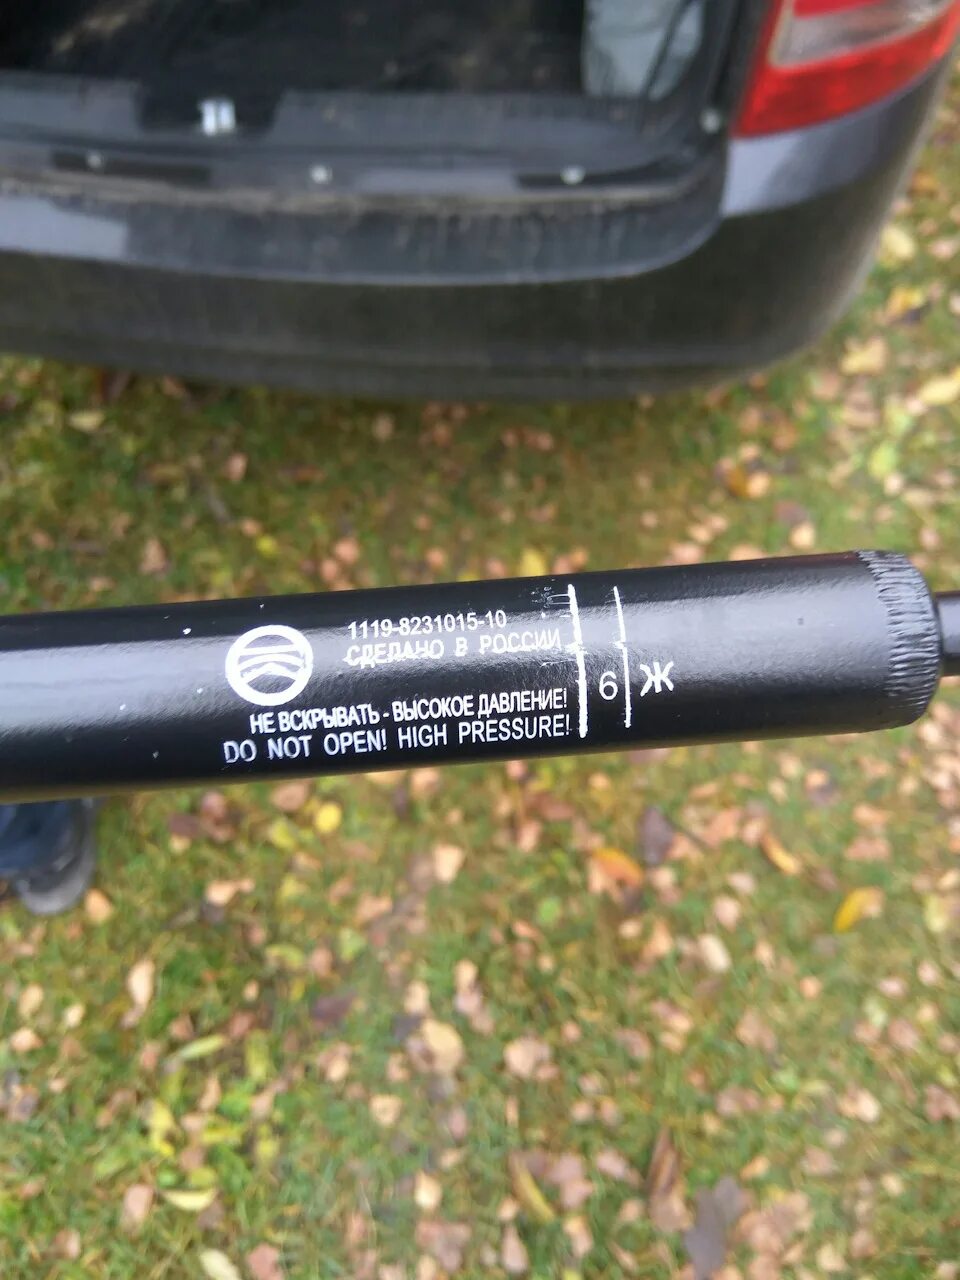 1119-8231015-10
СДЕЛАНО В РОССИИ
НЕ ВСКРЫВАТЬ - ВЫСОКОЕ ДАВЛЕНИЕ!
DO NOT OPEN! HIGH PRESSURE!
6
Ж